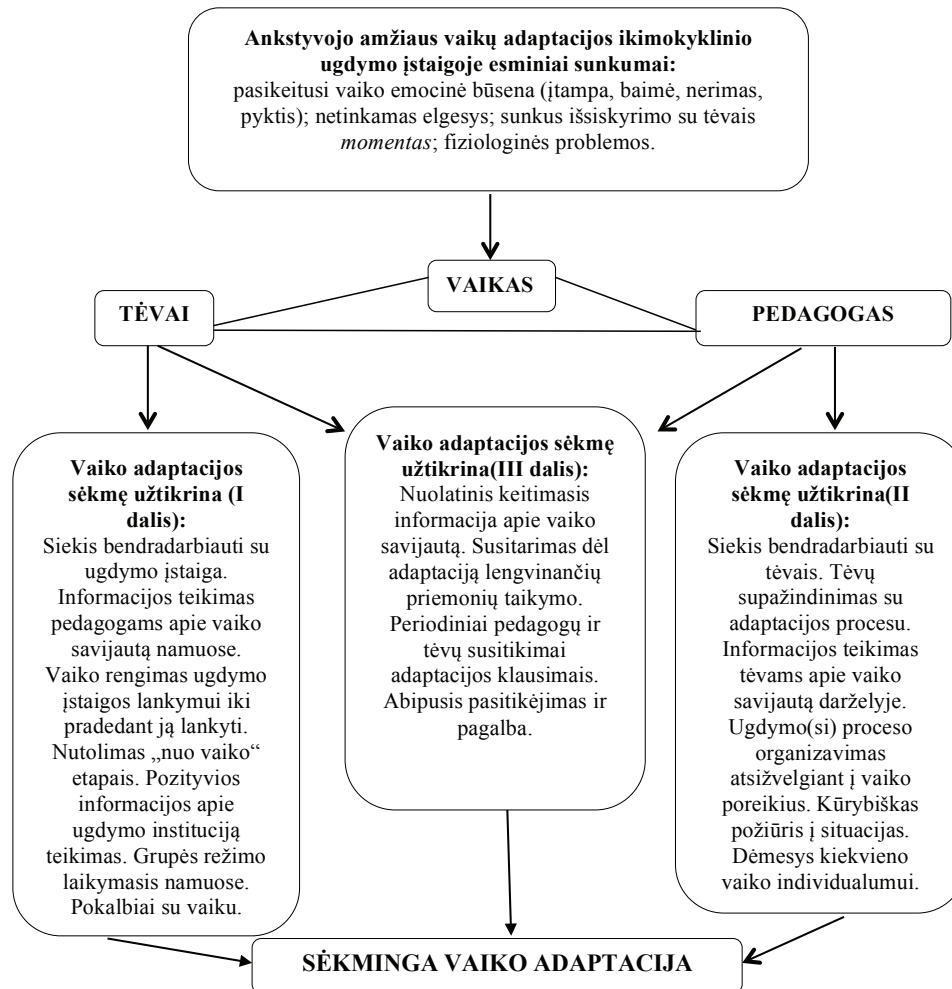 Ankstyvojo amžiaus vaikų adaptacijos ikimokyklinio
ugdymo įstaigoje esminiai sunkumai:
pasikeitusi vaiko emocinė būsena (įtampa, baimė, nerimas,
pyktis); netinkamas elgesys; sunkus išsiskyrimo su tėvais
momentas; fiziologinės problemos.
VAIKAS
TĖVAI
PEDAGOGAS
Vaiko adaptacijos
sėkmę užtikrina (I
dalis):
Siekis bendradarbiauti su
ugdymo įstaiga.
Informacijos teikimas
pedagogams apie vaiko
savijautą namuose.
Vaiko rengimas ugdymo
įstaigos lankymui iki
pradedant ją lankyti.
Nutolimas „nuo vaiko“
etapais. Pozityvios
informacijos apie
ugdymo instituciją
teikimas. Grupės režimo
laikymasis namuose.
Pokalbiai su vaiku.
Vaiko adaptacijos sėkmę
užtikrina(III dalis):
Nuolatinis keitimasis
informacija apie vaiko
savijautą. Susitarimas dėl
adaptaciją lengvinančių
priemonių taikymo.
Periodiniai pedagogų ir
tėvų susitikimai
adaptacijos klausimais.
Abipusis pasitikėjimas ir
pagalba.
Vaiko adaptacijos
sėkmę užtikrina(II
dalis):
Siekis bendradarbiauti su
tėvais. Tėvų
supažindinimas su
adaptacijos procesu.
Informacijos teikimas
tėvams apie vaiko
savijautą darželyje.
Ugdymo(si) proceso
organizavimas
atsižvelgiant į vaiko
poreikius. Kūrybiškas
požiūris į situacijas.
Dėmesys kiekvieno
vaiko individualumui.
SĖKMINGA VAIKO ADAPTACIJA